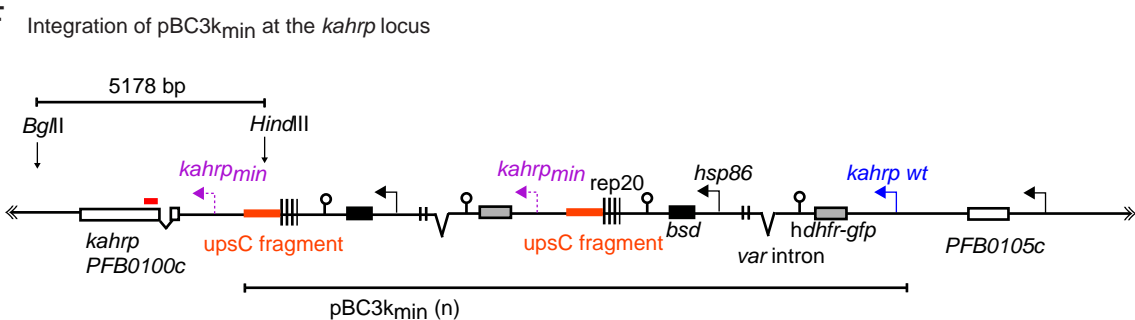 Integration of pBC3kmin at the kahrp locus
5178 bp
BglII
HindIII
kahrpmin
kahrpmin
rep20
hsp86
kahrp wt
kahrp
PFB0100c
upsC fragment
upsC fragment
bsd
var intron
hdhfr-gfp
PFB0105c
pBC3kmin (n)